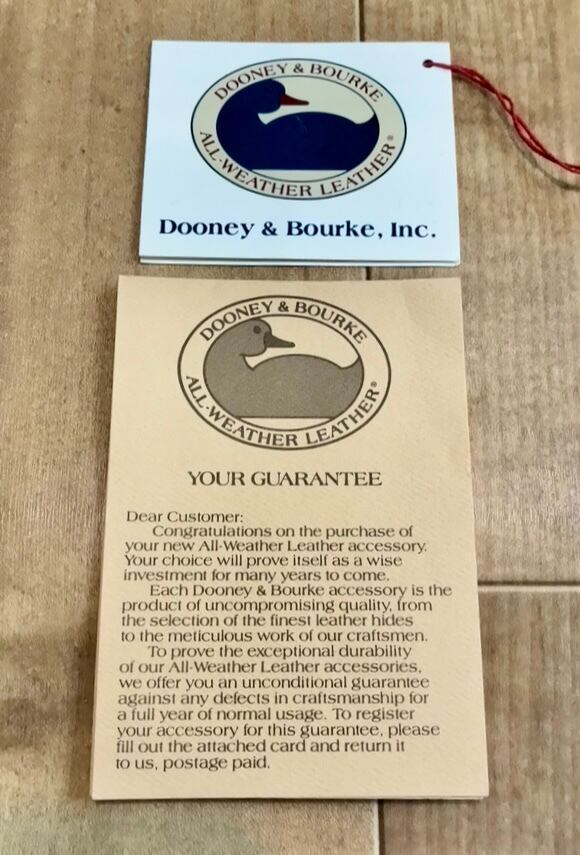 DOONEY & BOURKE
ALL-WEATHER LEATHER®
Dooney & Bourke, Inc.
DOONEY & BOURKE
ALL-WEATHER LEATHER®
YOUR GUARANTEE
Dear Customer:
Congratulations on the purchase of
your new All-Weather Leather accessory.
Your choice will prove itself as a wise
investment for many years to come.
Each Dooney & Bourke accessory is the
product of uncompromising quality, from
the selection of the finest leather hides
to the meticulous work of our craftsmen.
To prove the exceptional durability
of our All-Weather Leather accessories,
we offer you an unconditional guarantee
against any defects in craftsmanship for
a full year of normal usage. To register
your accessory for this guarantee, please
fill out the attached card and return it
to us, postage paid.